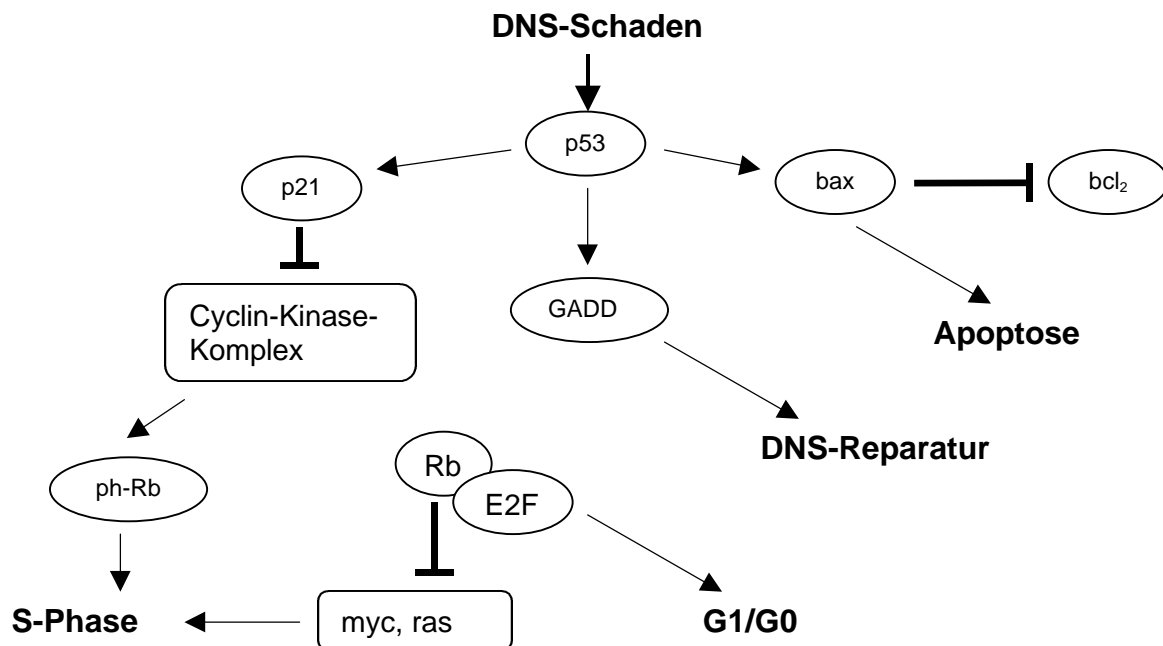 DNS-Schaden
p53
p21
bax
bcl₂
Cyclin-Kinase-
Komplex
GADD
Apoptose
DNS-Reparatur
Rb
ph-Rb
E2F
S-Phase
myc, ras
G1/G0